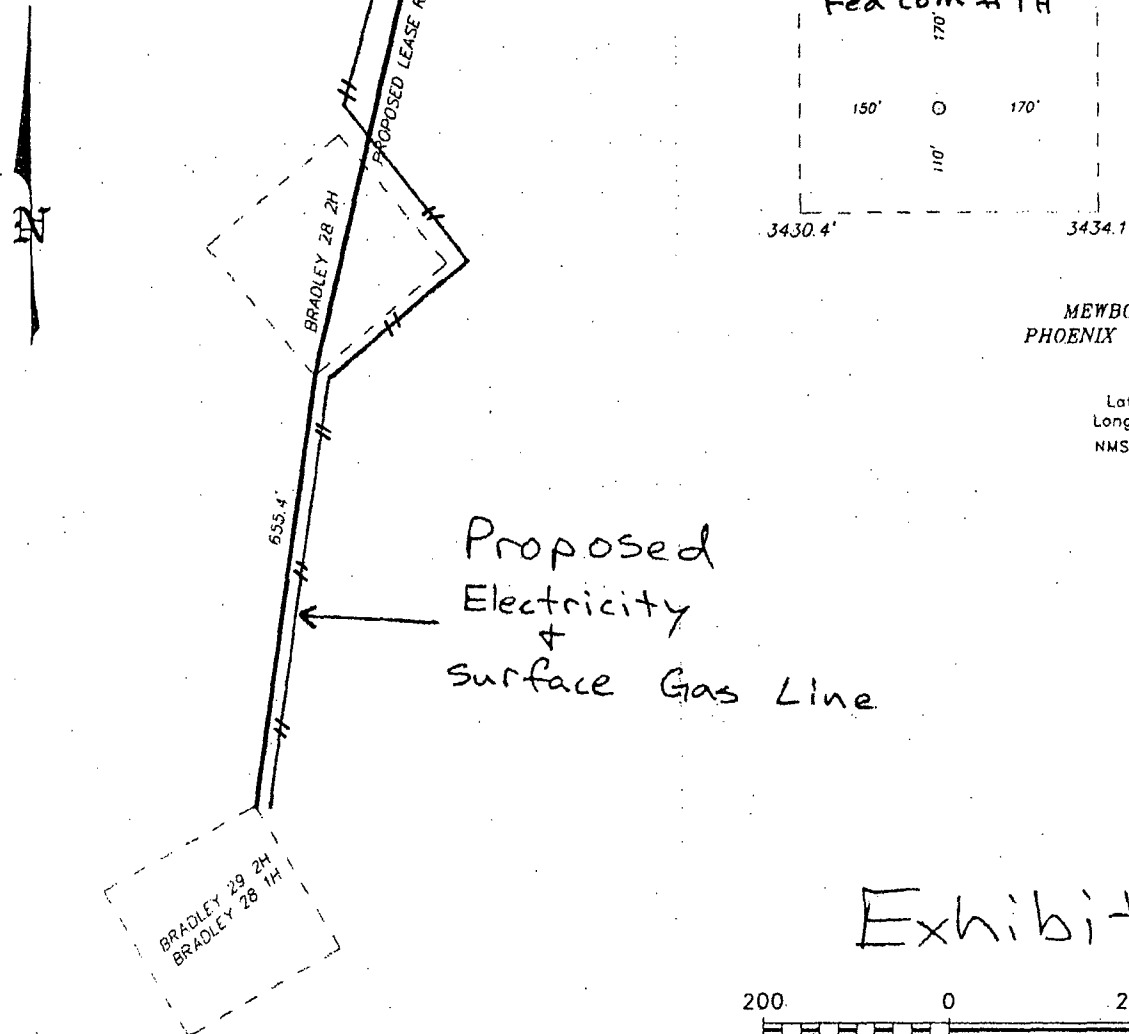 Fed Com # 1H
170'
150'
170'
110'
3430.4'
3434.1
PROPOSED LEASE R
BRADLEY 28 2H
N
MEWBO
PHOENIX
Lat
Long
NMS
655.4'
Proposed
Electricity
+
Surface Gas Line
BRADLEY 29 2H
BRADLEY 28 1H
Exhibit
200
0
2